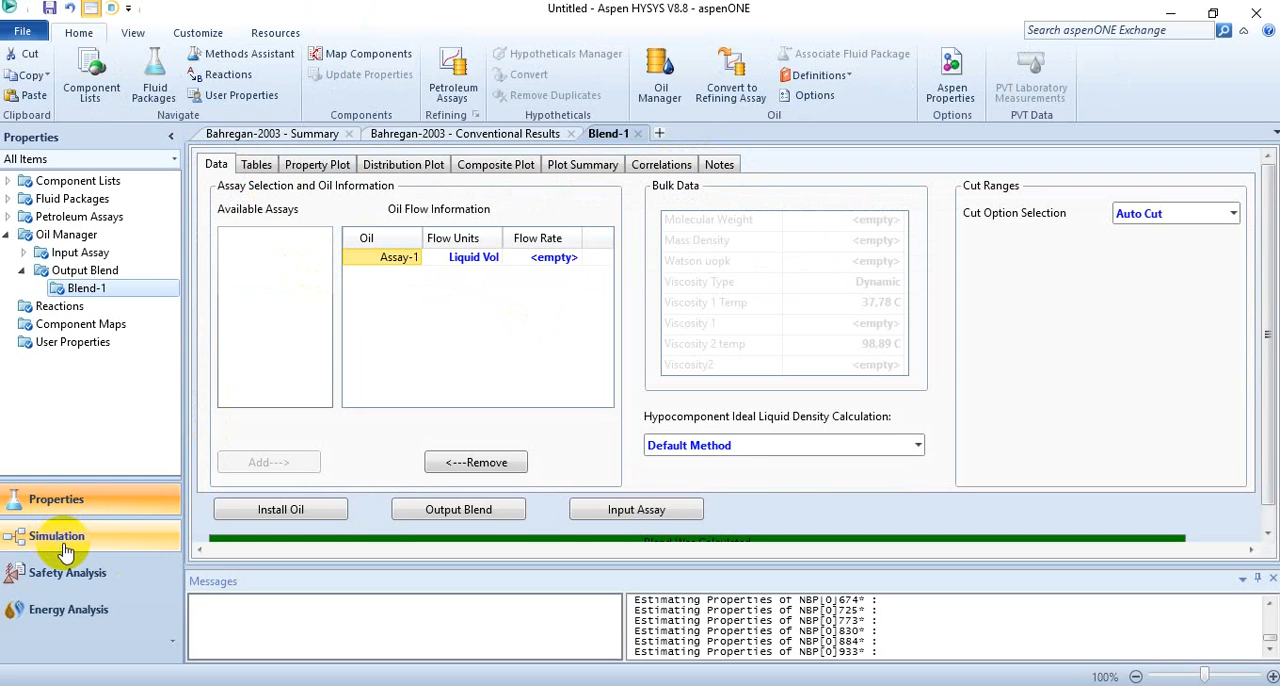 Untitled - Aspen HYSYS V8.8 - aspenONE
File
Home
View
Customize
Resources
Search aspenONE Exchange
Cut
Copy
Paste
Clipboard
Component Lists
Fluid Packages
Methods Assistant
Reactions
User Properties
Navigate
Map Components
Update Properties
Components
Petroleum Assays
Refining
Hypotheticals Manager
Convert
Remove Duplicates
Hypotheticals
Oil Manager
Convert to Refining Assay
Associate Fluid Package
Definitions
Options
Oil
Aspen Properties
Options
PVT Laboratory Measurements
PVT Data
Properties
All Items
Component Lists
Fluid Packages
Petroleum Assays
Oil Manager
Input Assay
Output Blend
Blend-1
Reactions
Component Maps
User Properties
Properties
Simulation
Safety Analysis
Energy Analysis
Bahregan-2003 - Summary
Bahregan-2003 - Conventional Results
Blend-1
Data
Tables
Property Plot
Distribution Plot
Composite Plot
Plot Summary
Correlations
Notes
Assay Selection and Oil Information
Available Assays
Oil Flow Information
Oil Flow Units Flow Rate
Assay-1 Liquid Vol <empty>
Add--->
<---Remove
Bulk Data
Molecular Weight <empty>
Mass Density <empty>
Watson uopk <empty>
Viscosity Type Dynamic
Viscosity 1 Temp 37,78 C
Viscosity 1 <empty>
Viscosity 2 temp 98,89 C
Viscosity2 <empty>
Hypocomponent Ideal Liquid Density Calculation:
Default Method
Cut Ranges
Cut Option Selection Auto Cut
Install Oil
Output Blend
Input Assay
Blend Was Calculated
Messages
Estimating Properties of NBP[0]674* :
Estimating Properties of NBP[0]725* :
Estimating Properties of NBP[0]773* :
Estimating Properties of NBP[0]830* :
Estimating Properties of NBP[0]884* :
Estimating Properties of NBP[0]933* :
100%